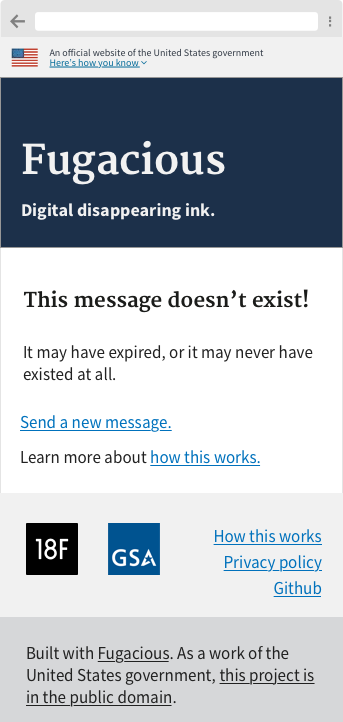 An official website of the United States government
Here's how you know
Fugacious
Digital disappearing ink.
This message doesn’t exist!
It may have expired, or it may never have
existed at all.
Send a new message.
Learn more about how this works.
18F
GSA
How this works
Privacy policy
Github
Built with Fugacious. As a work of the
United States government, this project is
in the public domain.